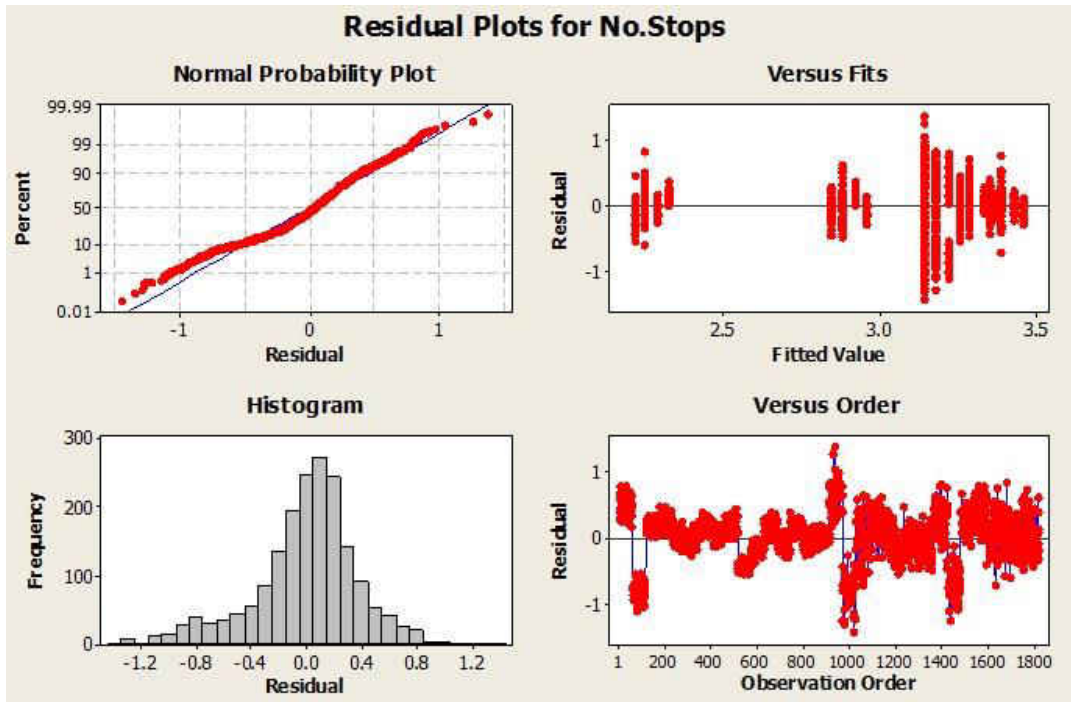 Residual Plots for No.Stops
Normal Probability Plot
99.99
99
90
50
10
1
0.01
Percent
-1 0 1
Residual
Versus Fits
1
0
-1
Residual
2.5 3.0 3.5
Fitted Value
Histogram
300
200
100
0
Frequency
-1.2 -0.8 -0.4 0.0 0.4 0.8 1.2
Residual
Versus Order
1
0
-1
Residual
1 200 400 600 800 1000 1200 1400 1600 1800
Observation Order